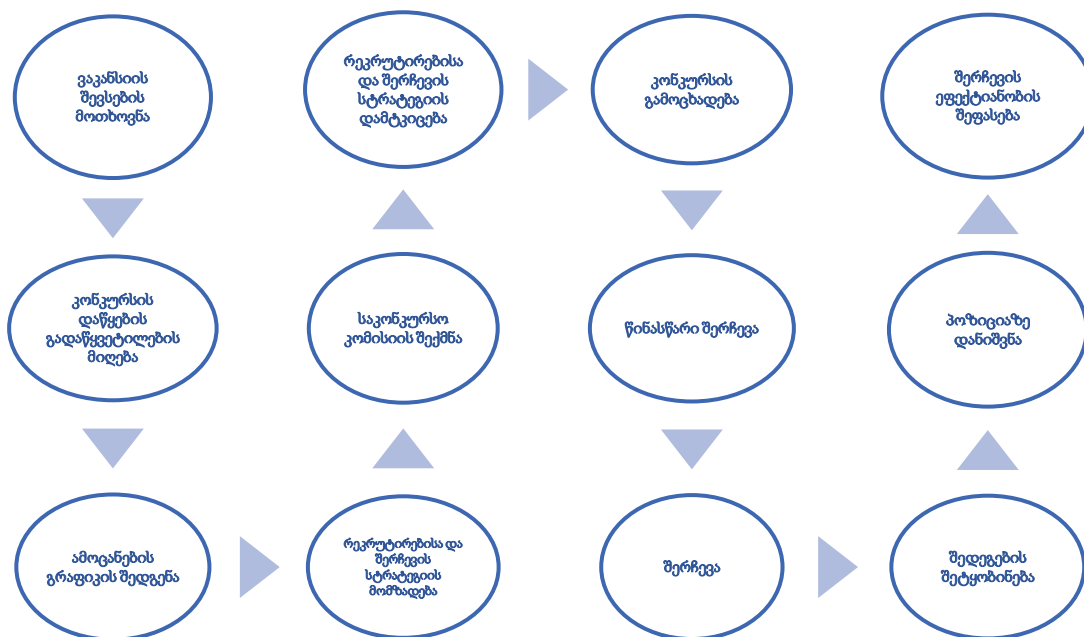 ვაკანსიის
შევსების
მოთხოვნა
კონკურსის
დაწყების
გადაწყვეტილების
მიღება
ამოცანების
გრაფიკის შედგენა
რეკრუტირებისა და
შერჩევის
სტრატეგიის
მომზადება
საკონკურსო
კომისიის შექმნა
რეკრუტირებისა
და შერჩევის
სტრატეგიის
დამტკიცება
კონკურსის
გამოცხადება
წინასწარი შერჩევა
შერჩევა
შედეგების
შეტყობინება
პოზიციაზე
დანიშვნა
შერჩევის
ეფექტიანობის
შეფასება